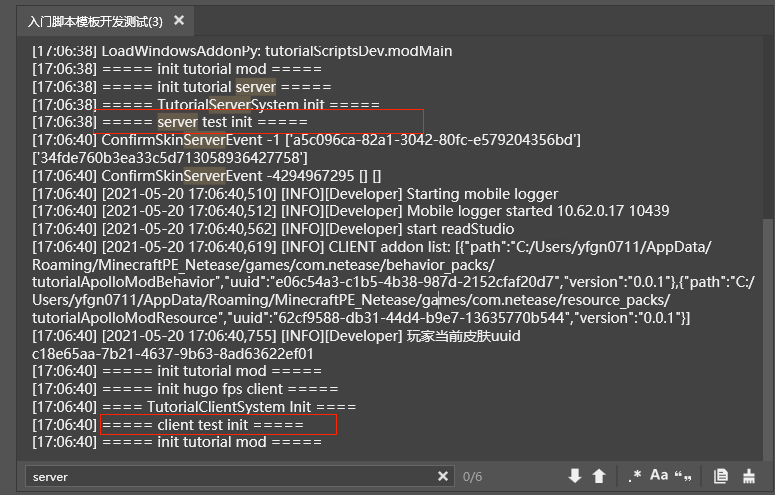 入门脚本模板开发测试(3) ×
[17:06:38] LoadWindowsAddonPy: tutorialScriptsDev.modMain
[17:06:38] ===== init tutorial mod =====
[17:06:38] ===== init tutorial server =====
[17:06:38] ===== TutorialServerSystem init =====
[17:06:38] ===== server test init =====
[17:06:40] ConfirmSkinServerEvent -1 ['a5c096ca-82a1-3042-80fc-e579204356bd']
['34fde760b3ea33c5d713058936427758']
[17:06:40] ConfirmSkinServerEvent -4294967295 [] []
[17:06:40] [2021-05-20 17:06:40,510] [INFO][Developer] Starting mobile logger
[17:06:40] [2021-05-20 17:06:40,512] [INFO][Developer] Mobile logger started 10.62.0.17 10439
[17:06:40] [2021-05-20 17:06:40,562] [INFO][Developer] start readStudio
[17:06:40] [2021-05-20 17:06:40,619] [INFO] CLIENT addon list: [{"path":"C:/Users/yfgn0711/AppData/
Roaming/MinecraftPE_Netease/games/com.netease/behavior_packs/
tutorialApolloModBehavior","uuid":"e06c54a3-c1b5-4b38-987d-2152cfaf20d7","version":"0.0.1"},{"path":"C:/
Users/yfgn0711/AppData/Roaming/MinecraftPE_Netease/games/com.netease/resource_packs/
tutorialApolloModResource","uuid":"62cf9588-db31-44d4-b9e7-13635770b544","version":"0.0.1"}]
[17:06:40] [2021-05-20 17:06:40,755] [INFO][Developer] 玩家当前皮肤uuid
c18e65aa-7b21-4637-9b63-8ad63622ef01
[17:06:40] ===== init tutorial mod =====
[17:06:40] ===== init hugo fps client =====
[17:06:40] ==== TutorialClientSystem Init ====
[17:06:40] ===== client test init =====
[17:06:40] ===== init tutorial mod =====
server × 0/6 .* Aa “”